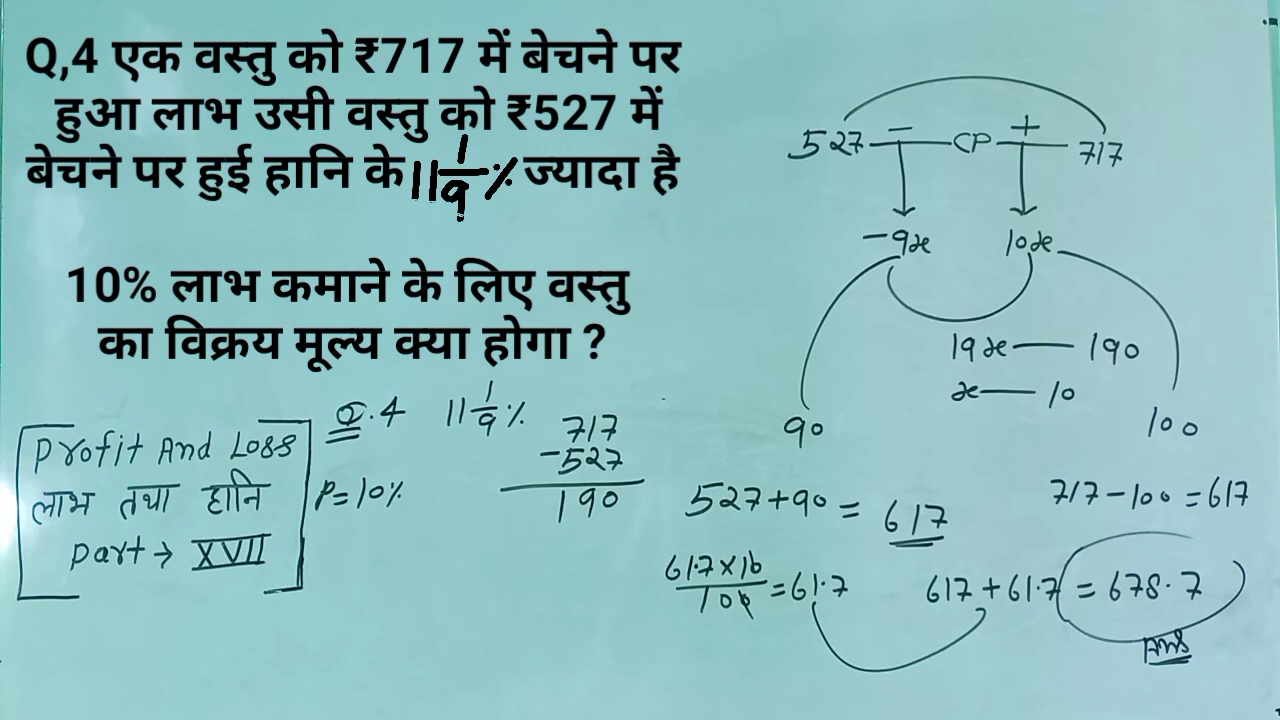 Q,4 एक वस्तु को ₹717 में बेचने पर
हुआ लाभ उसी वस्तु को ₹527 में
बेचने पर हुई हानि के 11 1/9 % ज्यादा है
10% लाभ कमाने के लिए वस्तु
का विक्रय मूल्य क्या होगा ?
Profit And Loss
लाभ तथा हानि
Part → XVII
Q.4 11 1/9 %
P=10%
717
-527
190
527 — CP + 717
-9x 10x
19x — 190
x — 10
90 100
527+90 = 617
717-100 = 617
61.7×10/100 = 61.7
617 + 61.7 = 678.7
Ans